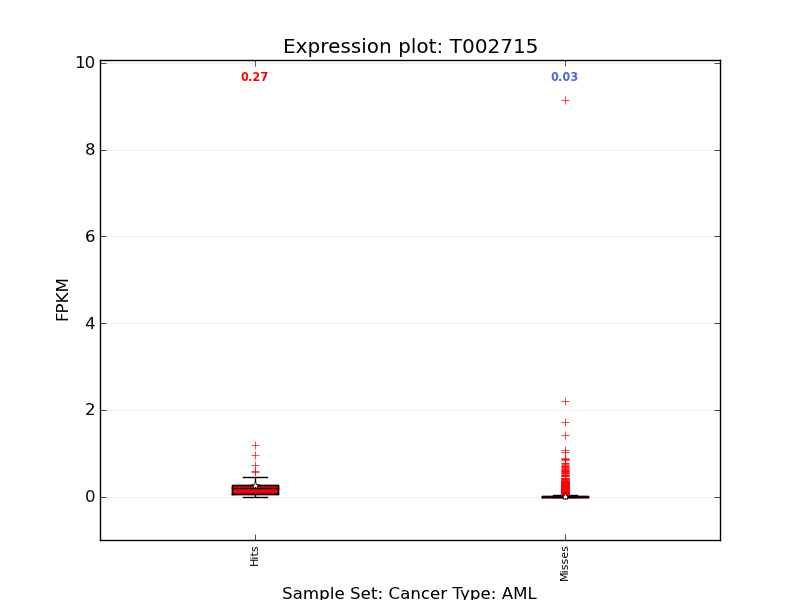 Expression plot: T002715
10
0.27
0.03
8
6
FPKM
4
2
0
Hits
Misses
Sample Set: Cancer Type: AML